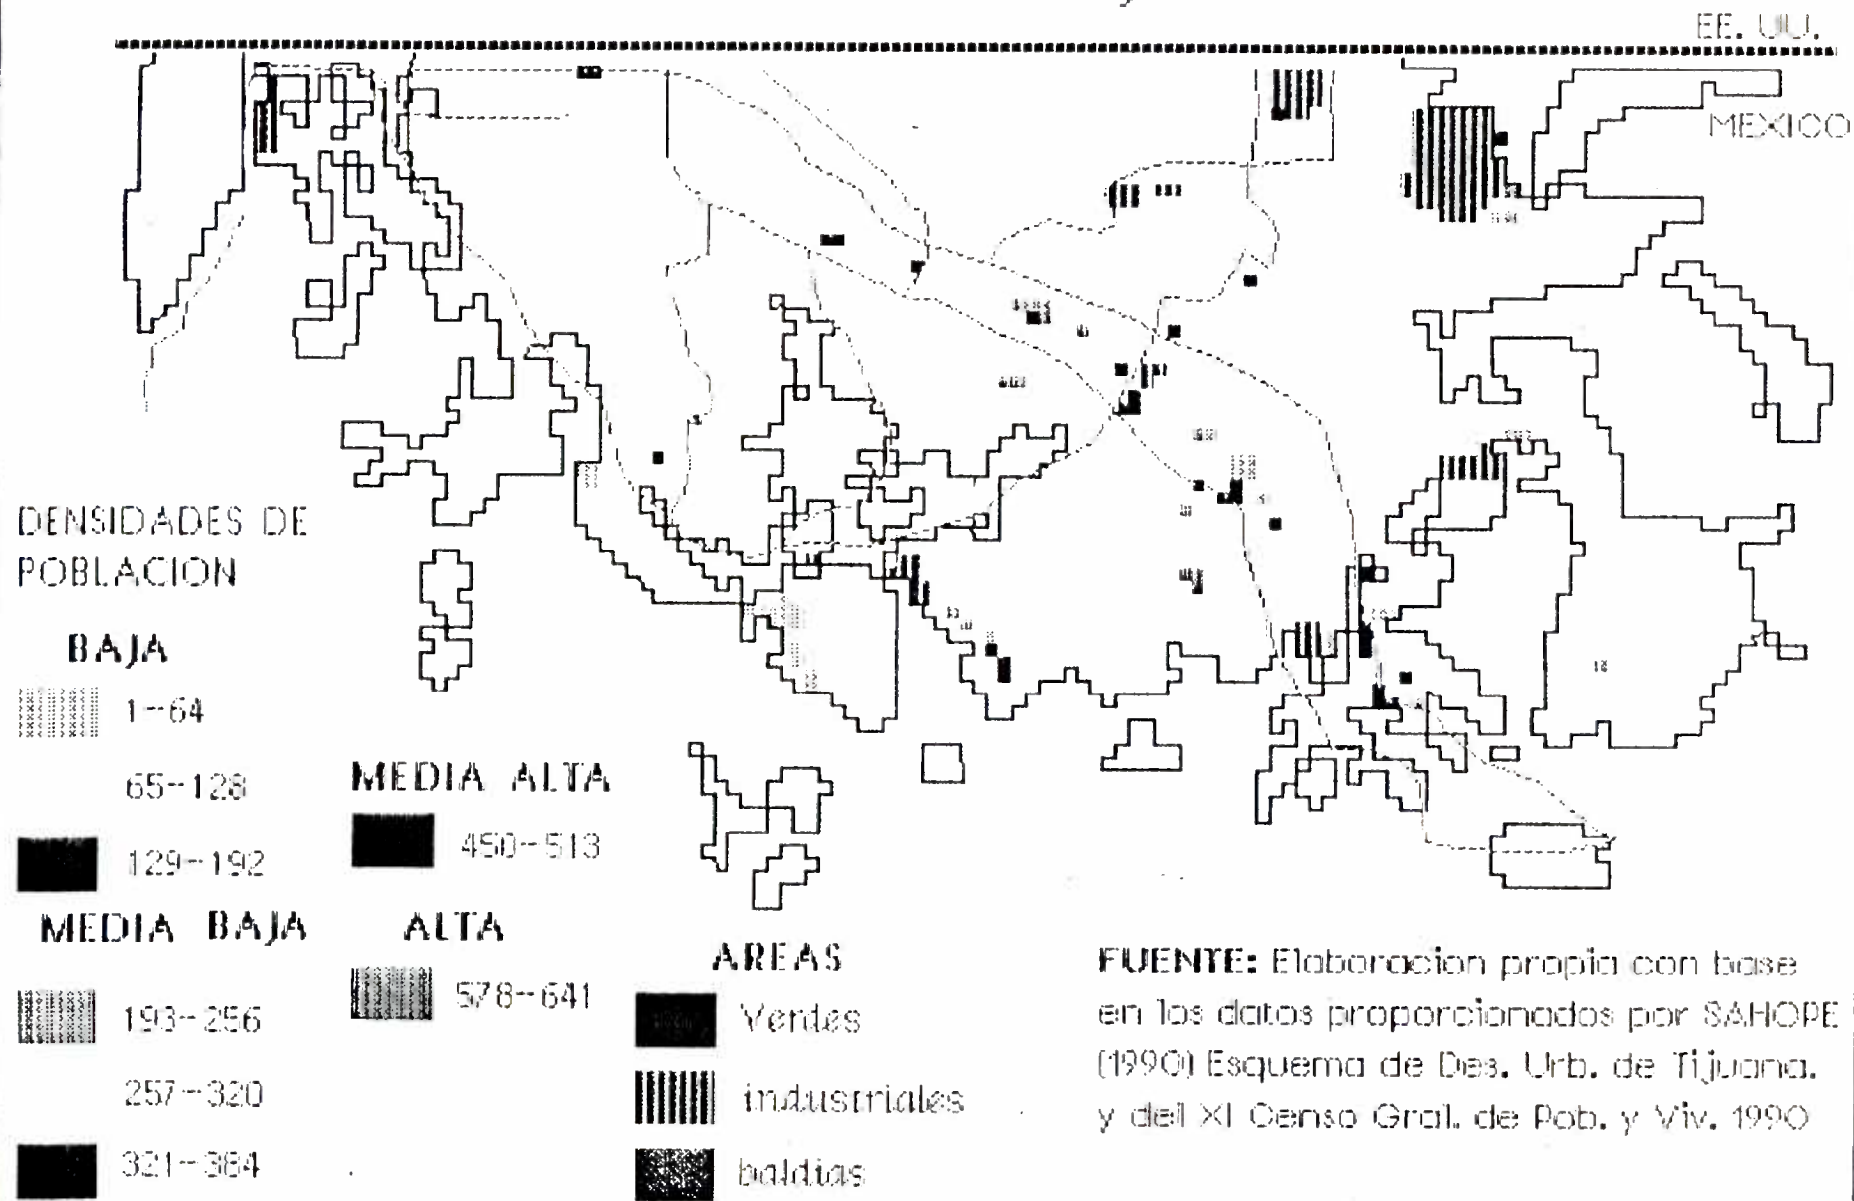 EE. UU.
MEXICO
DENSIDADES DE
POBLACION
BAJA
1-64
65-128
129-192
MEDIA BAJA
193-256
257-320
321-384
MEDIA ALTA
450-513
ALTA
578-641
AREAS
Verdes
industriales
baldias
FUENTE: Elaboracion propia con base
en los datos proporcionados por SAHOPE
(1990) Esquema de Des. Urb. de Tijuana.
y del XI Censo Gral. de Pob. y Viv. 1990